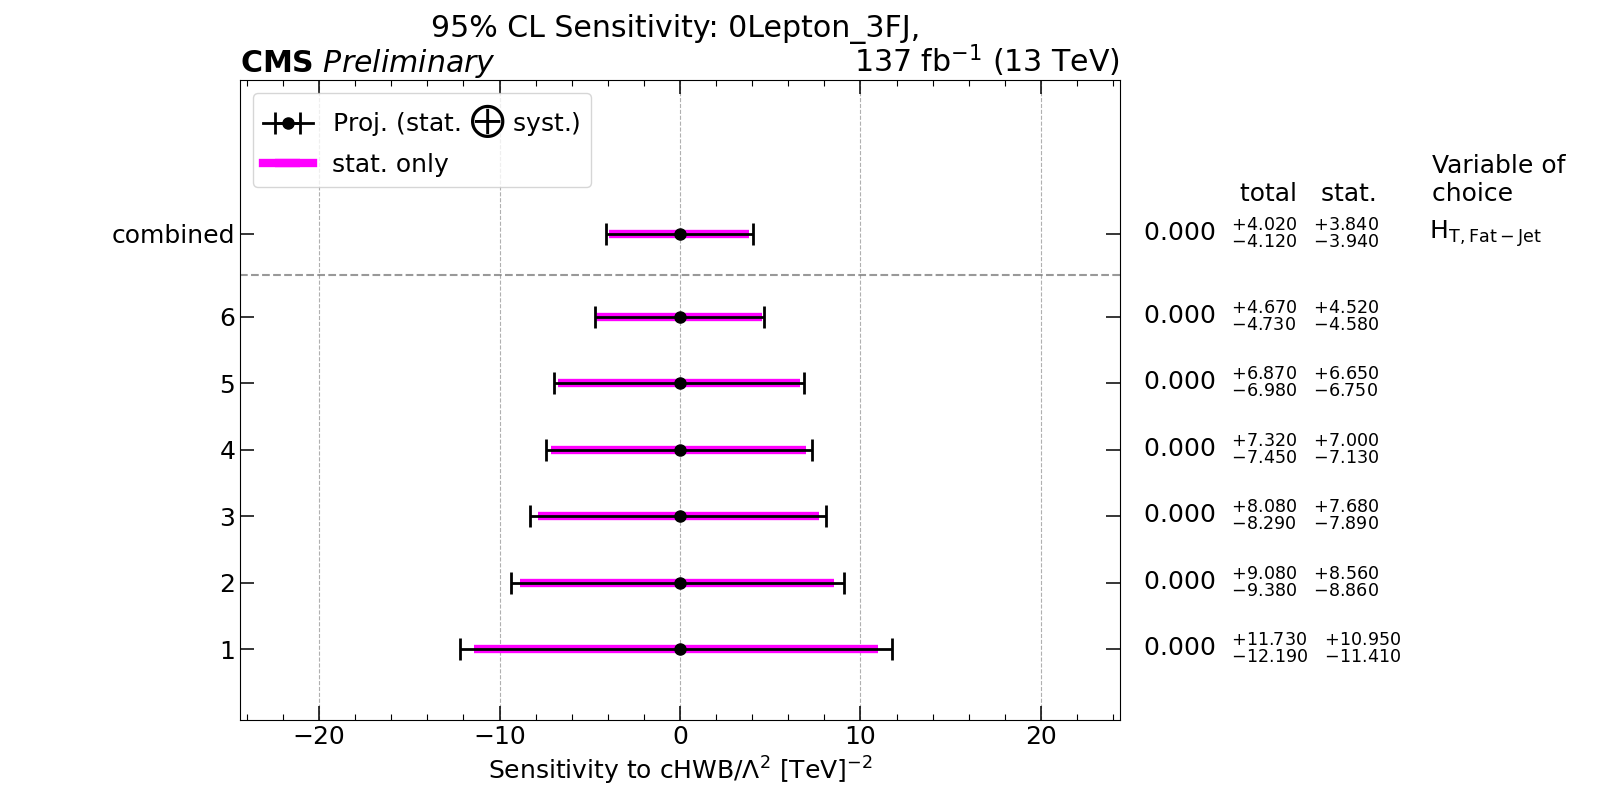 95% CL Sensitivity: 0Lepton_3FJ,
CMS Preliminary 137 fb⁻¹ (13 TeV)
Proj. (stat. ⊕ syst.)
stat. only
Variable of
total stat. choice
combined 0.000 +4.020 +3.840 H_T, Fat−Jet
−4.120 −3.940
6 0.000 +4.670 +4.520
−4.730 −4.580
5 0.000 +6.870 +6.650
−6.980 −6.750
4 0.000 +7.320 +7.000
−7.450 −7.130
3 0.000 +8.080 +7.680
−8.290 −7.890
2 0.000 +9.080 +8.560
−9.380 −8.860
1 0.000 +11.730 +10.950
−12.190 −11.410
−20 −10 0 10 20
Sensitivity to cHWB/Λ² [TeV]⁻²